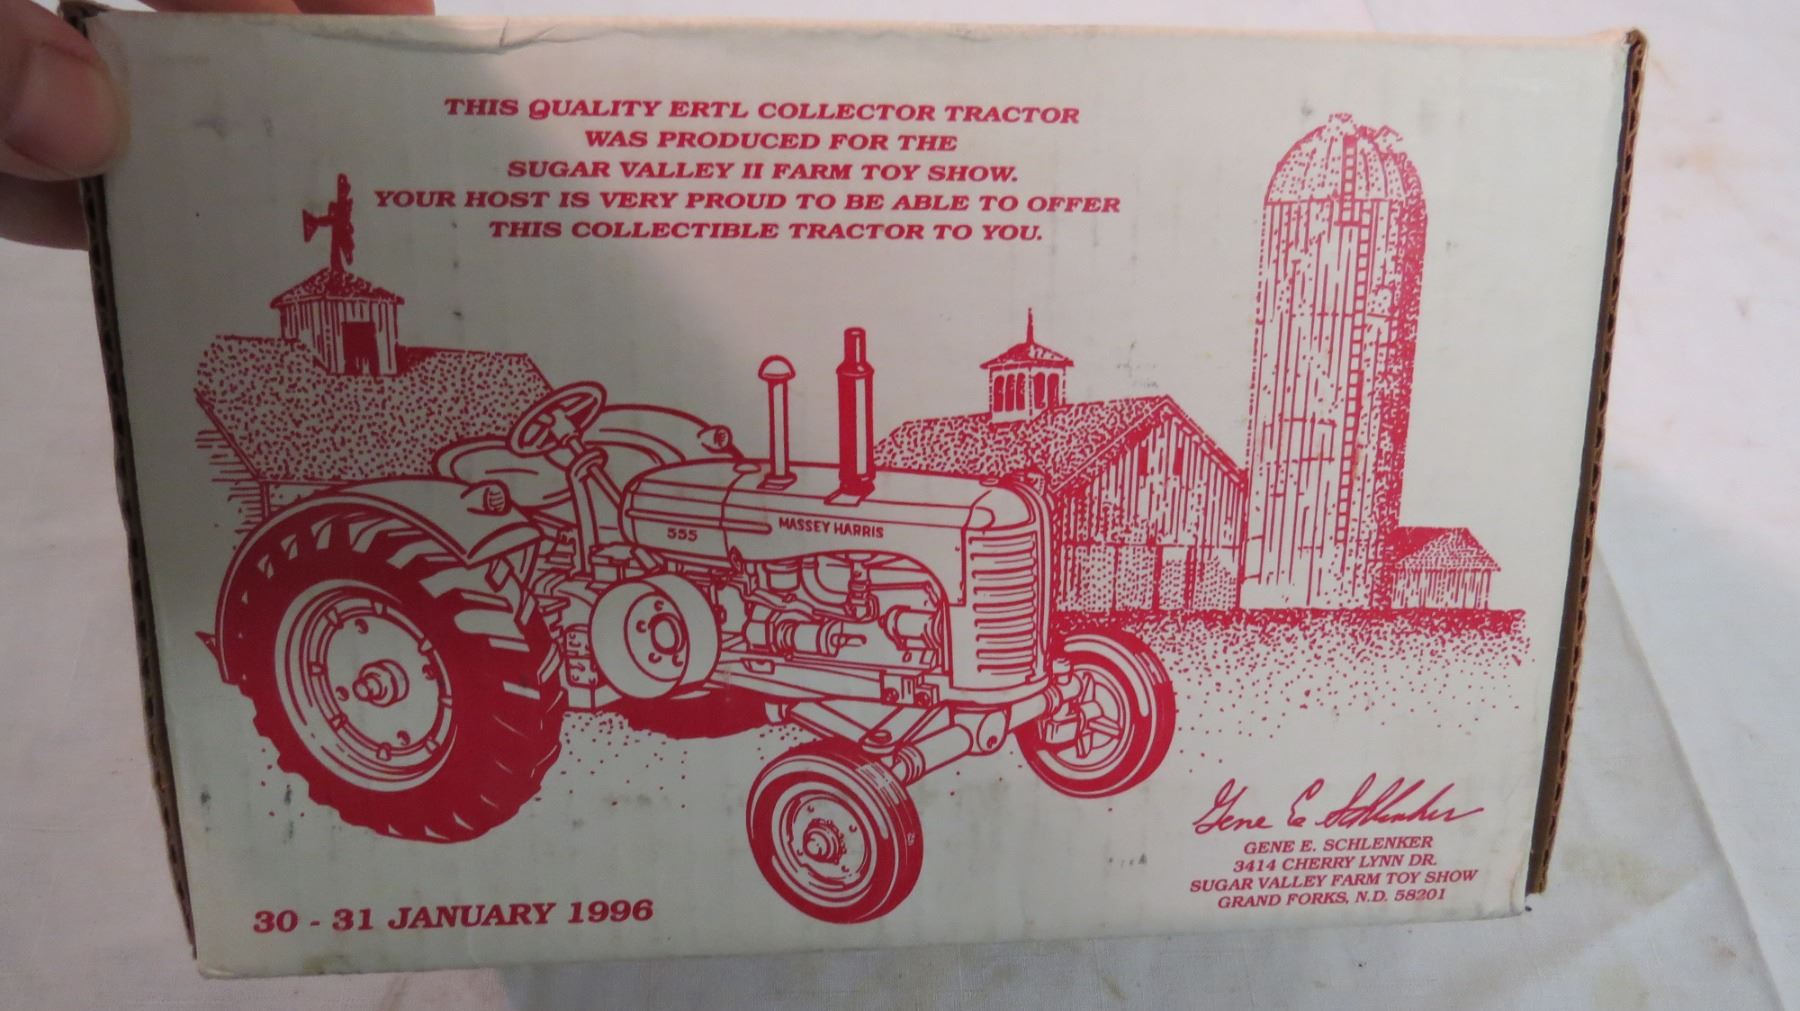 THIS QUALITY ERTL COLLECTOR TRACTOR
WAS PRODUCED FOR THE
SUGAR VALLEY II FARM TOY SHOW.
YOUR HOST IS VERY PROUD TO BE ABLE TO OFFER
THIS COLLECTIBLE TRACTOR TO YOU.
555 MASSEY HARRIS
Gene E. Schlenker
GENE E. SCHLENKER
3414 CHERRY LYNN DR.
SUGAR VALLEY FARM TOY SHOW
GRAND FORKS, N.D. 58201
30 - 31 JANUARY 1996